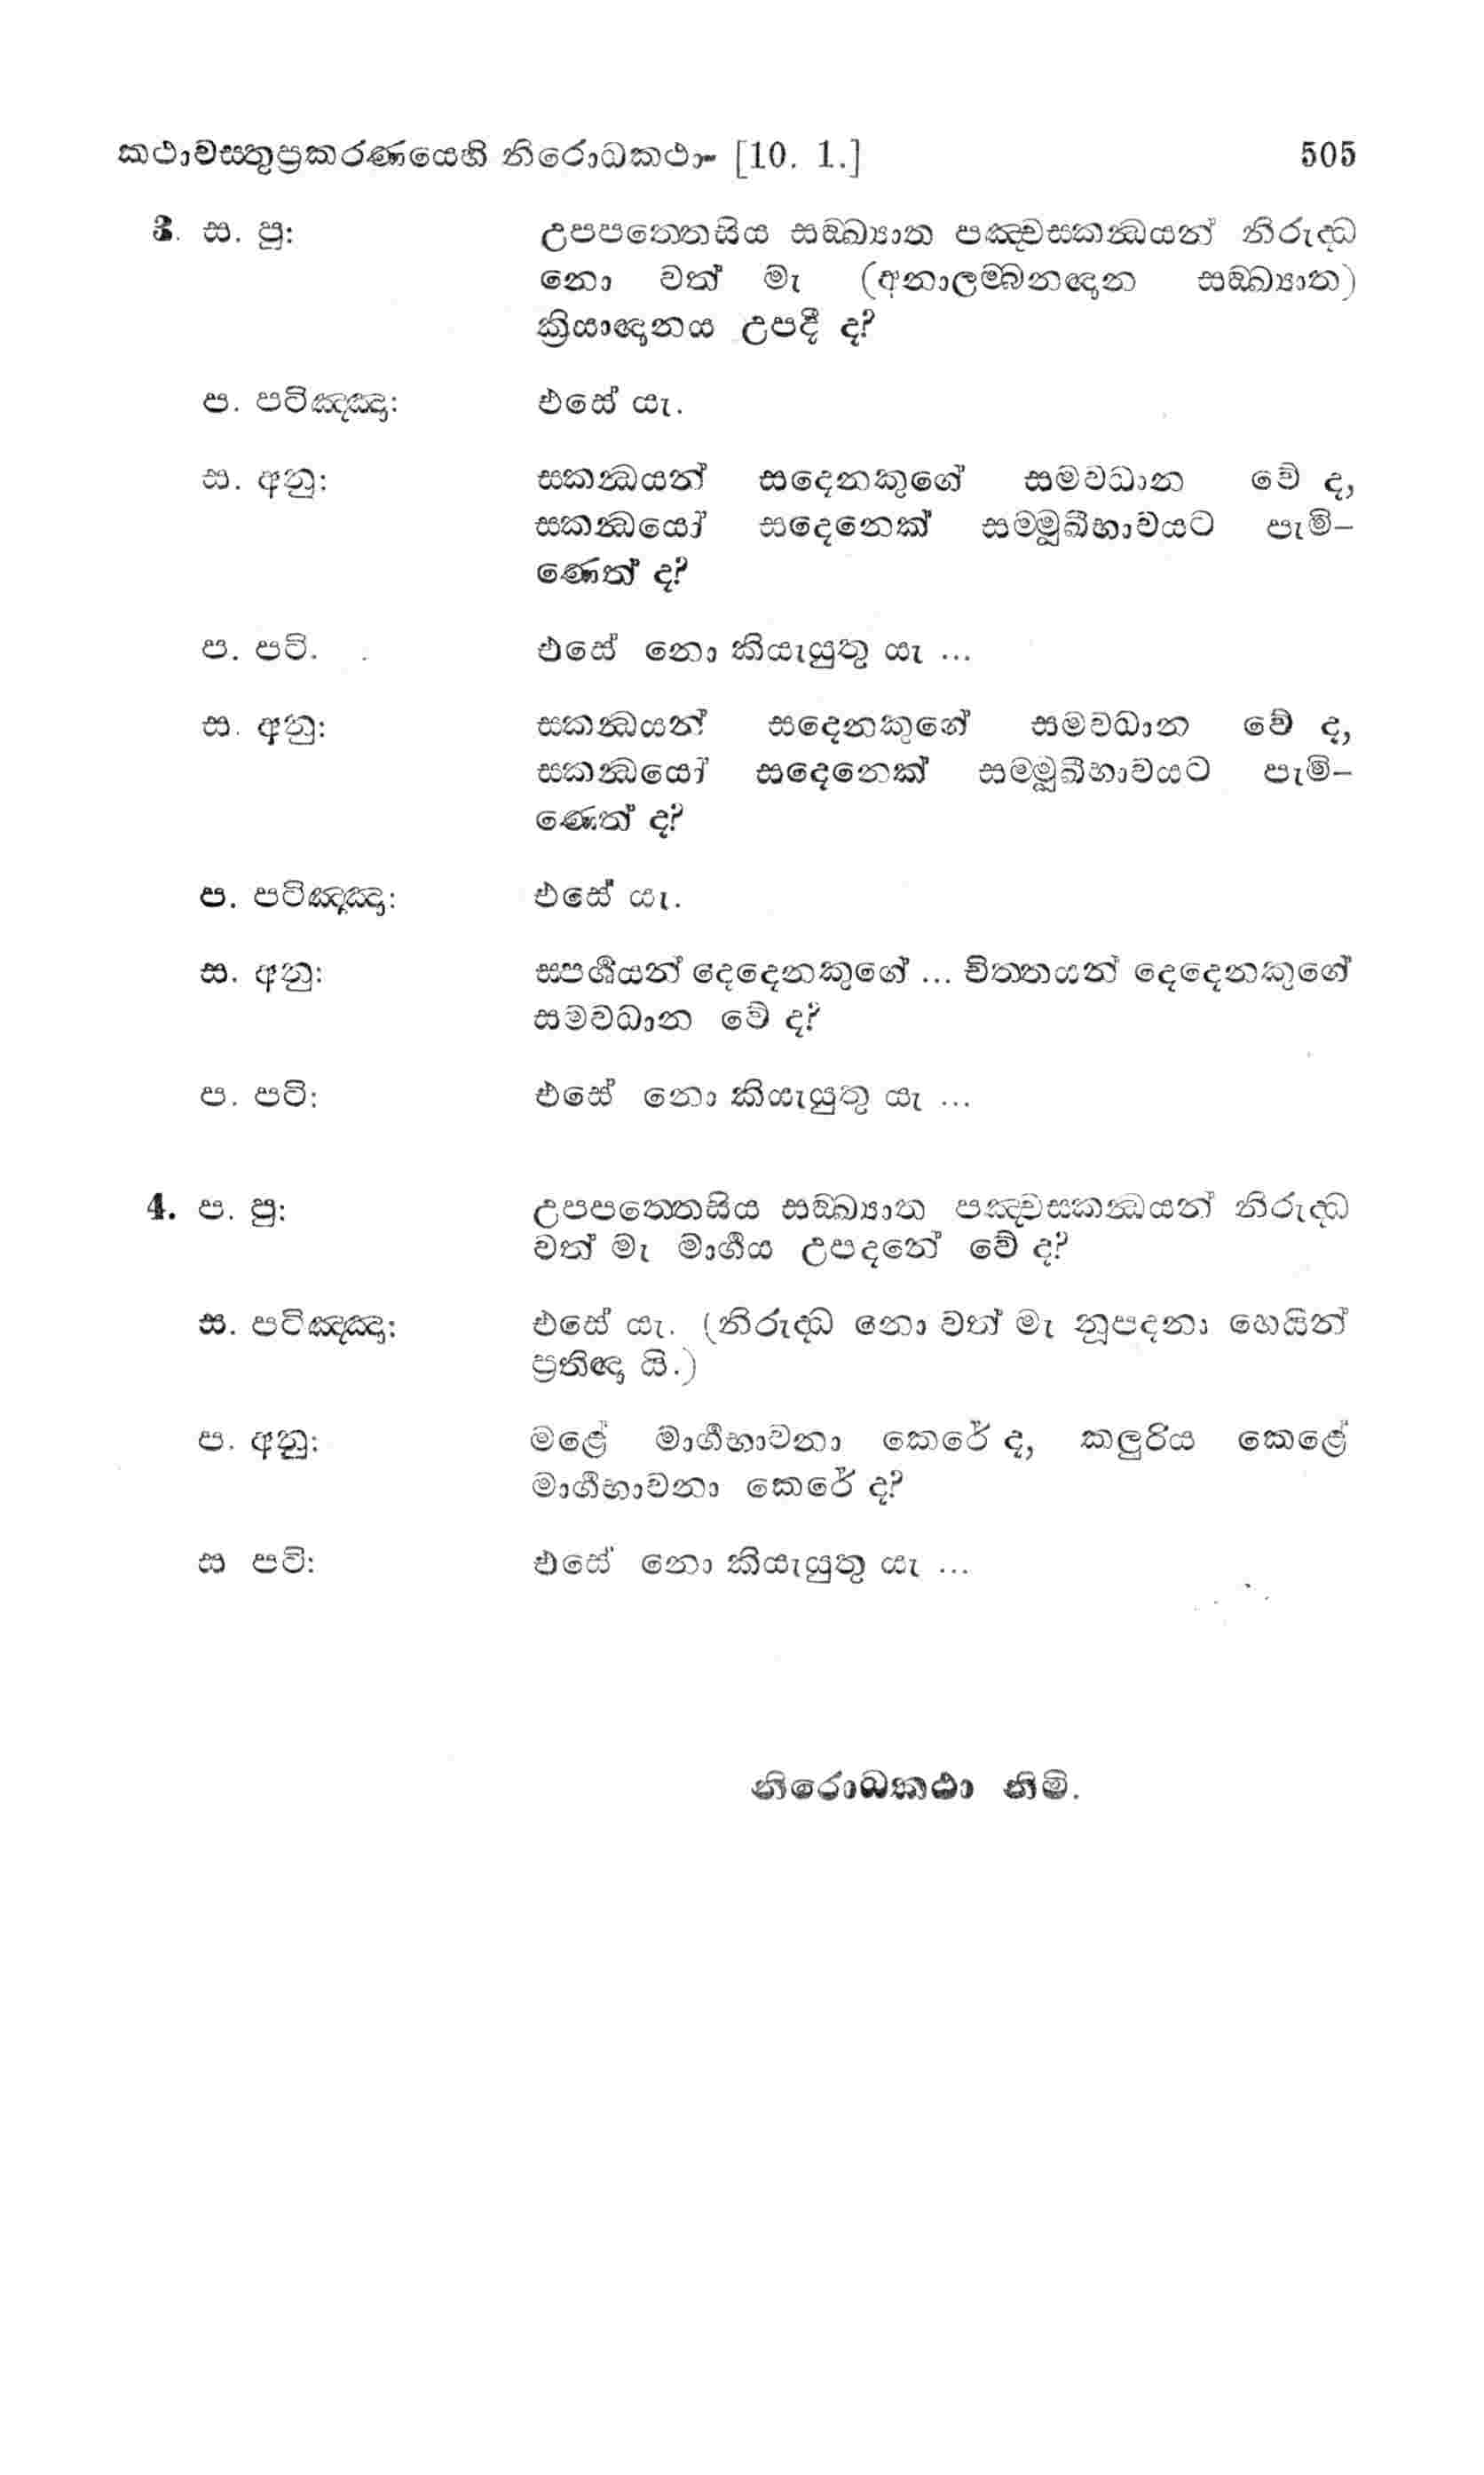 කථාවස්තුප්‍රකරණයෙහි නිරොධකථා- [10. 1.] 505
3. ස. පු: උපපත්තෙසිය සඞ්ඛ්‍යාත පඤ්චස්කන්ධයන් නිරුද්ධ
නො වත් මැ (අනාලම්බනඥාන සඞ්ඛ්‍යාත)
ක්‍රියාඥානය උපදී ද?
ප. පටිඤ්ඤා: එසේ යැ.
ස. අනු: ස්කන්ධයන් සදෙනකුගේ සමවධාන වේ ද,
ස්කන්ධයෝ සදෙනෙක් සම්මුඛීභාවයට පැමි–
ණෙත් ද?
ප. පටි. එසේ නො කියැයුතු යැ ...
ස. අනු: ස්කන්ධයන් සදෙනකුගේ සමවධාන වේ ද,
ස්කන්ධයෝ සදෙනෙක් සම්මුඛීභාවයට පැමි–
ණෙත් ද?
ප. පටිඤ්ඤා: එසේ යැ.
ස. අනු: ස්පර්‍ශයන් දෙදෙනකුගේ ... චිත්තයන් දෙදෙනකුගේ
සමවධාන වේ ද?
ප. පටි: එසේ නො කියැයුතු යැ ...
4. ප. පු: උපපත්තෙසිය සඞ්ඛ්‍යාත පඤ්චස්කන්ධයන් නිරුද්ධ
වත් මැ මාර්‍ගය උපදනේ වේ ද?
ස. පටිඤ්ඤා: එසේ යැ. (නිරුද්ධ නො වත් මැ නූපදනා හෙයින්
ප්‍රතිඥා යි.)
ප. අනු: මළේ මාර්‍ගභාවනා කෙරේ ද, කලුරිය කෙළේ
මාර්‍ගභාවනා කෙරේ ද?
ස පටි: එසේ නො කියැයුතු යැ ...
නිරොධකථා නිමි.